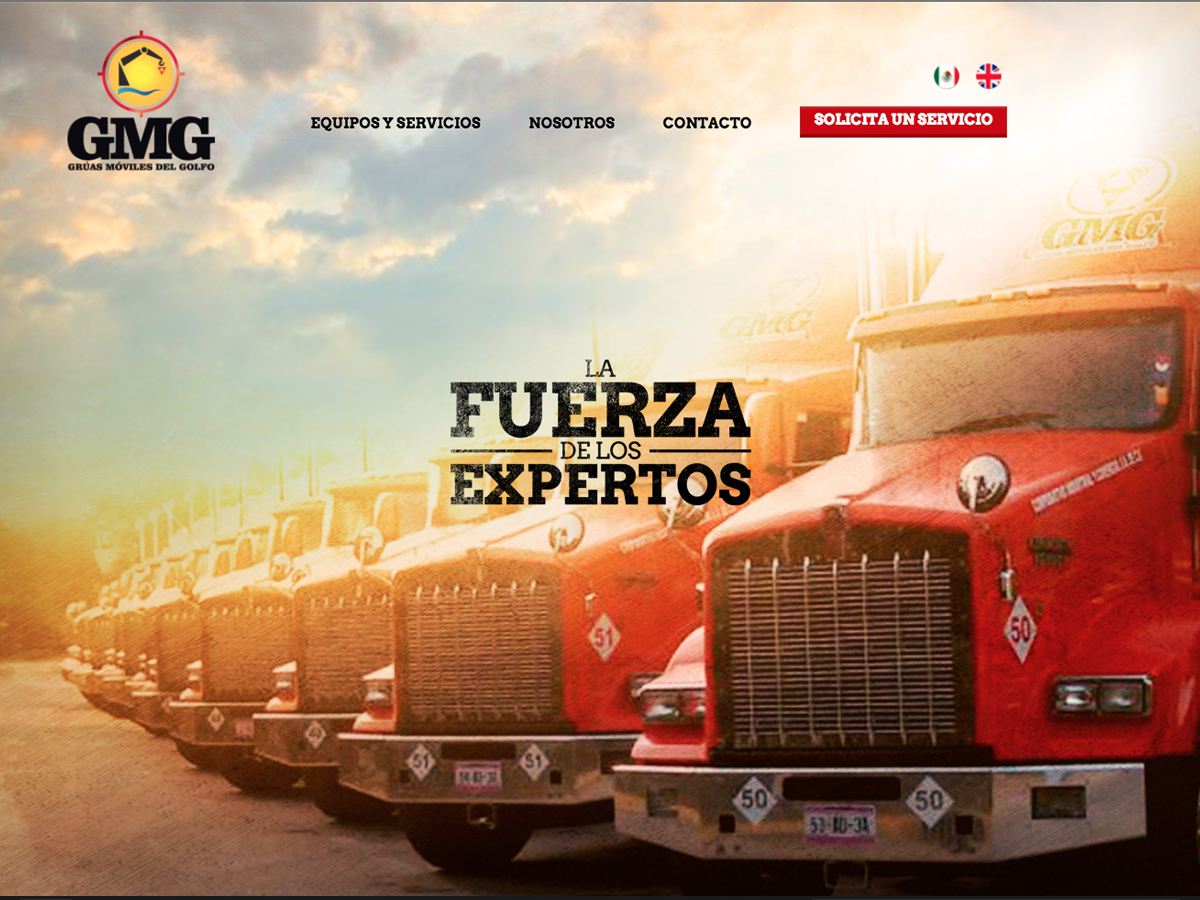 GMG
GRÚAS MÓVILES DEL GOLFO
EQUIPOS Y SERVICIOS
NOSOTROS
CONTACTO
SOLICITA UN SERVICIO
GMG
GMG
LA
FUERZA
DE LOS
EXPERTOS
51
50
51
51
50
50
53-AD-3A